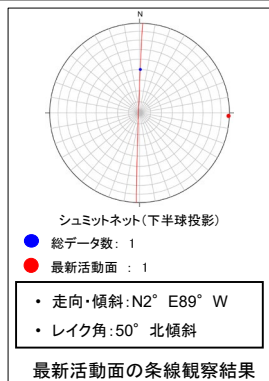 N
シュミットネット(下半球投影)
総データ数: 1
最新活動面 : 1
• 走向・傾斜:N2° E89° W
• レイク角:50° 北傾斜
最新活動面の条線観察結果